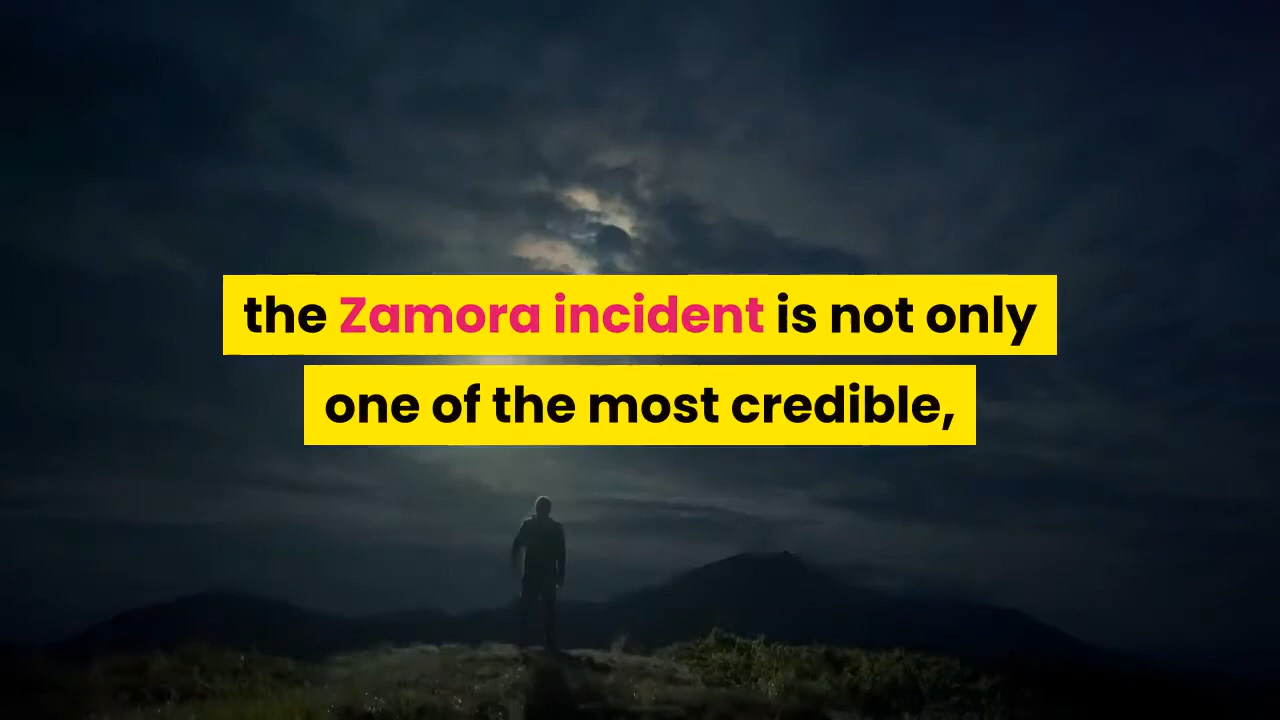 the Zamora incident is not only
one of the most credible,